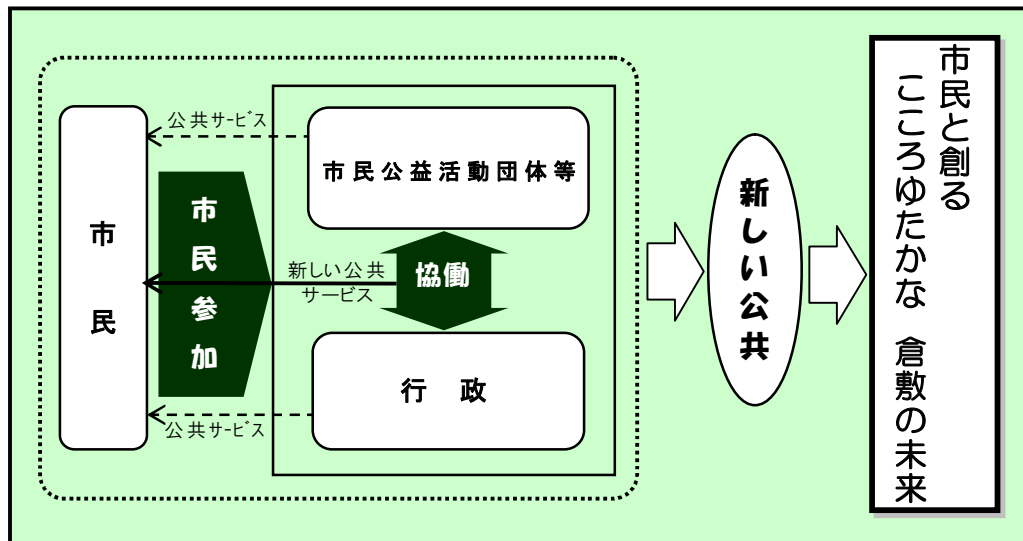 市民
公共サービス
市民参加
新しい公共
サービス
公共サービス
市民公益活動団体等
協働
行政
新しい公共
市民と創る
こころゆたかな 倉敷の未来